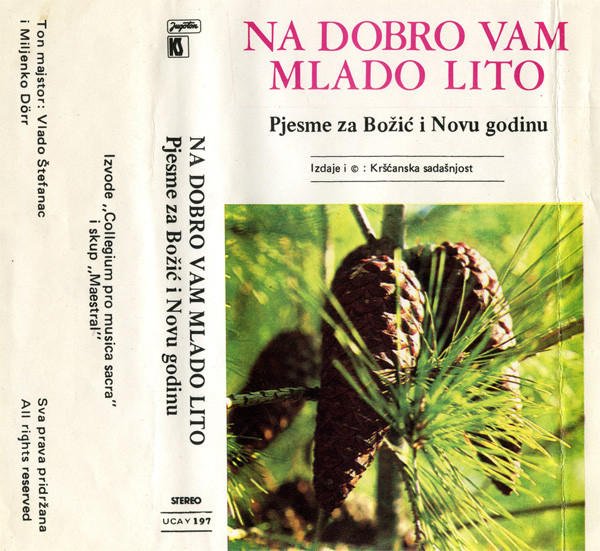 Ton majstor: Vlado Štefanac
i Miljenko Dörr
Sva prava pridržana
All rights reserved
Izvode ,,Collegium pro musica sacra"
i skup ,,Maestral"
Jugoton
KS
NA DOBRO VAM MLADO LITO
Pjesme za Božić i Novu godinu
STEREO
UCAY 197
NA DOBRO VAM
MLADO LITO
Pjesme za Božić i Novu godinu
Izdaje i © : Kršćanska sadašnjost